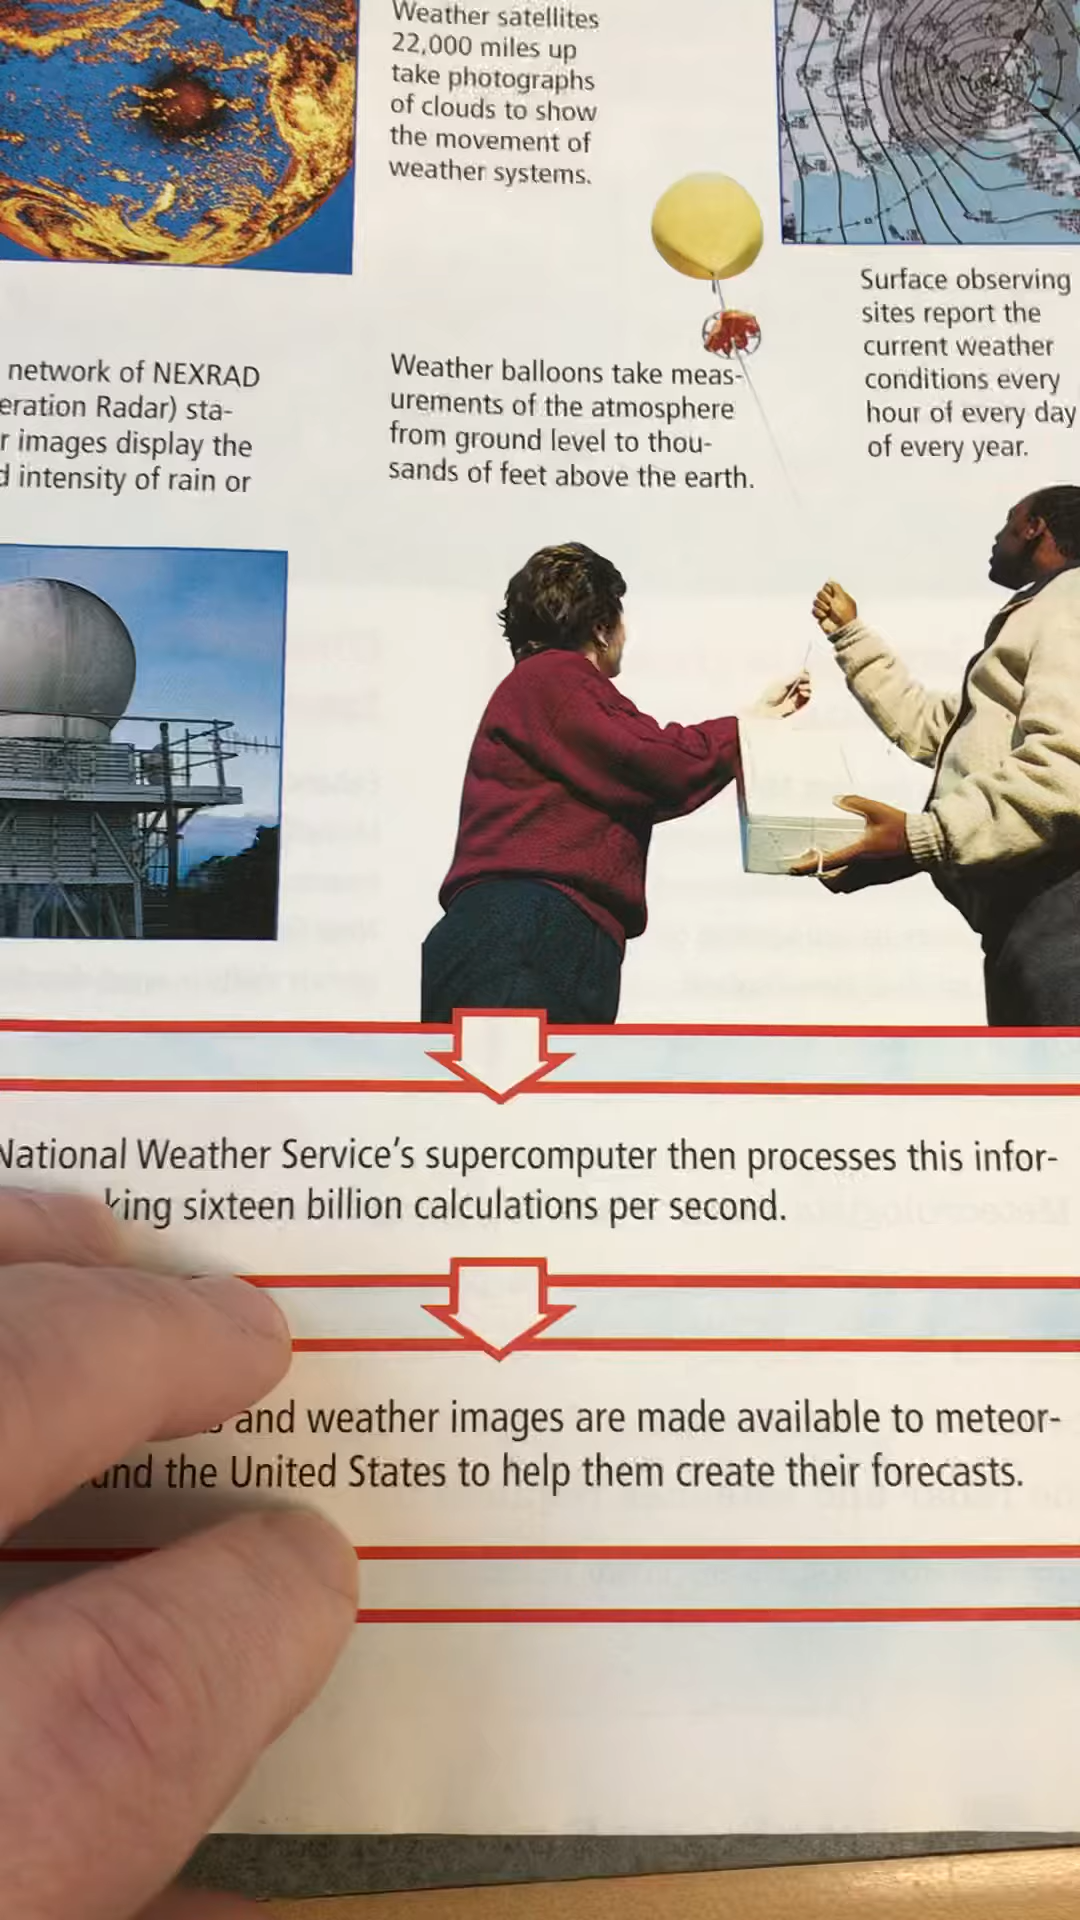 Weather satellites
22,000 miles up
take photographs
of clouds to show
the movement of
weather systems.
Surface observing
sites report the
current weather
conditions every
hour of every day
of every year.
network of NEXRAD
eration Radar) sta-
r images display the
d intensity of rain or
Weather balloons take meas-
urements of the atmosphere
from ground level to thou-
sands of feet above the earth.
National Weather Service's supercomputer then processes this infor-
king sixteen billion calculations per second.
and weather images are made available to meteor-
und the United States to help them create their forecasts.